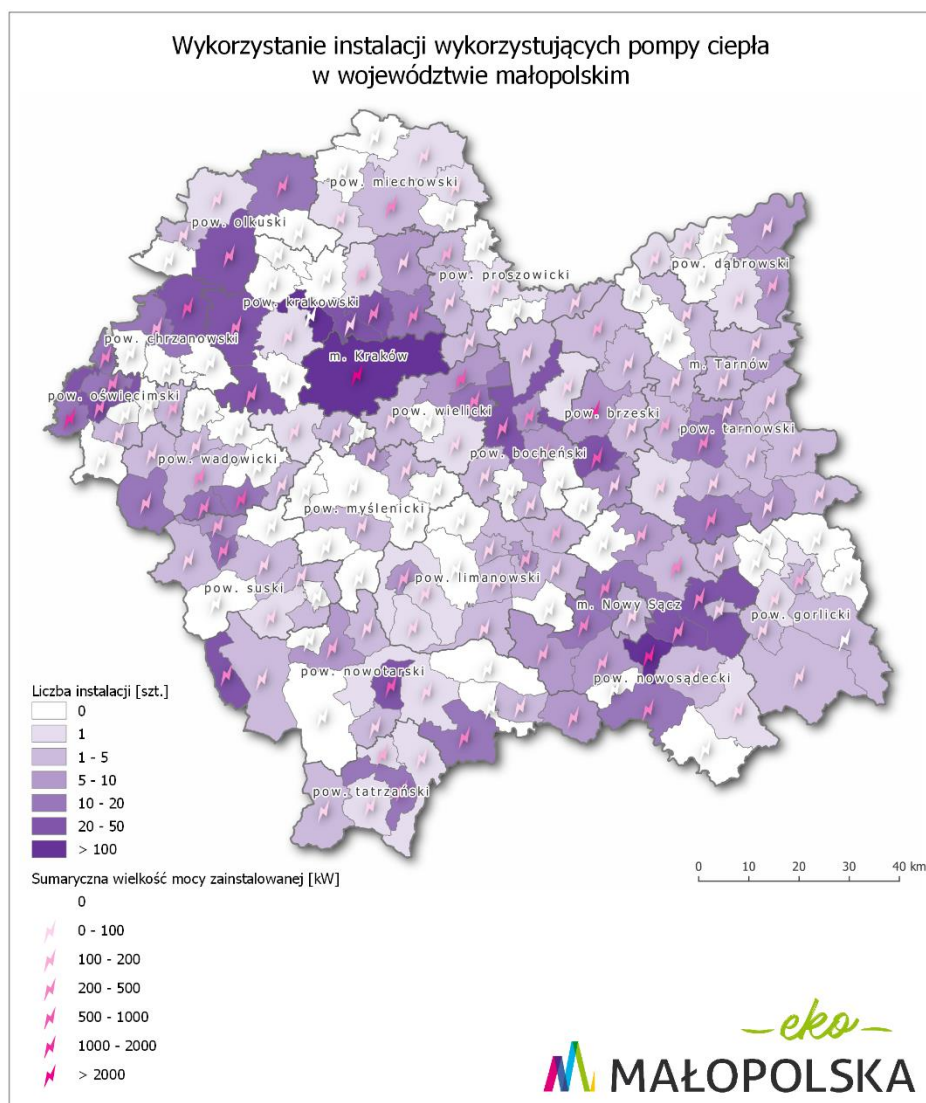 Wykorzystanie instalacji wykorzystujących pompy ciepła
w województwie małopolskim
pow. miechowski
pow. olkuski
pow. dąbrowski
pow. proszowicki
pow. krakowski
pow. chrzanowski
m. Kraków
m. Tarnów
pow. oświęcimski
pow. wielicki
pow. brzeski
pow. tarnowski
pow. bocheński
pow. wadowicki
pow. myślenicki
pow. limanowski
pow. suski
m. Nowy Sącz
pow. gorlicki
pow. nowotarski
pow. nowosądecki
pow. tatrzański
Liczba instalacji [szt.]
0
1
1 - 5
5 - 10
10 - 20
20 - 50
> 100
Sumaryczna wielkość mocy zainstalowanej [kW]
0
0 - 100
100 - 200
200 - 500
500 - 1000
1000 - 2000
> 2000
0 10 20 30 40 km
eko
MAŁOPOLSKA